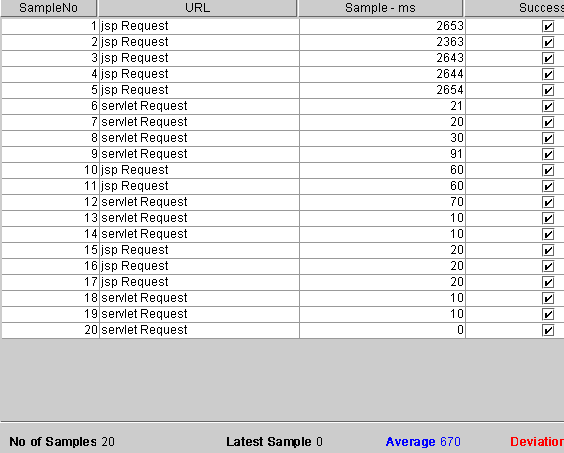 SampleNo URL Sample - ms Success
1 jsp Request 2653
2 jsp Request 2363
3 jsp Request 2643
4 jsp Request 2644
5 jsp Request 2654
6 servlet Request 21
7 servlet Request 20
8 servlet Request 30
9 servlet Request 91
10 jsp Request 60
11 jsp Request 60
12 servlet Request 70
13 servlet Request 10
14 servlet Request 10
15 jsp Request 20
16 jsp Request 20
17 jsp Request 20
18 servlet Request 10
19 servlet Request 10
20 servlet Request 0
No of Samples 20 Latest Sample 0 Average 670 Deviation